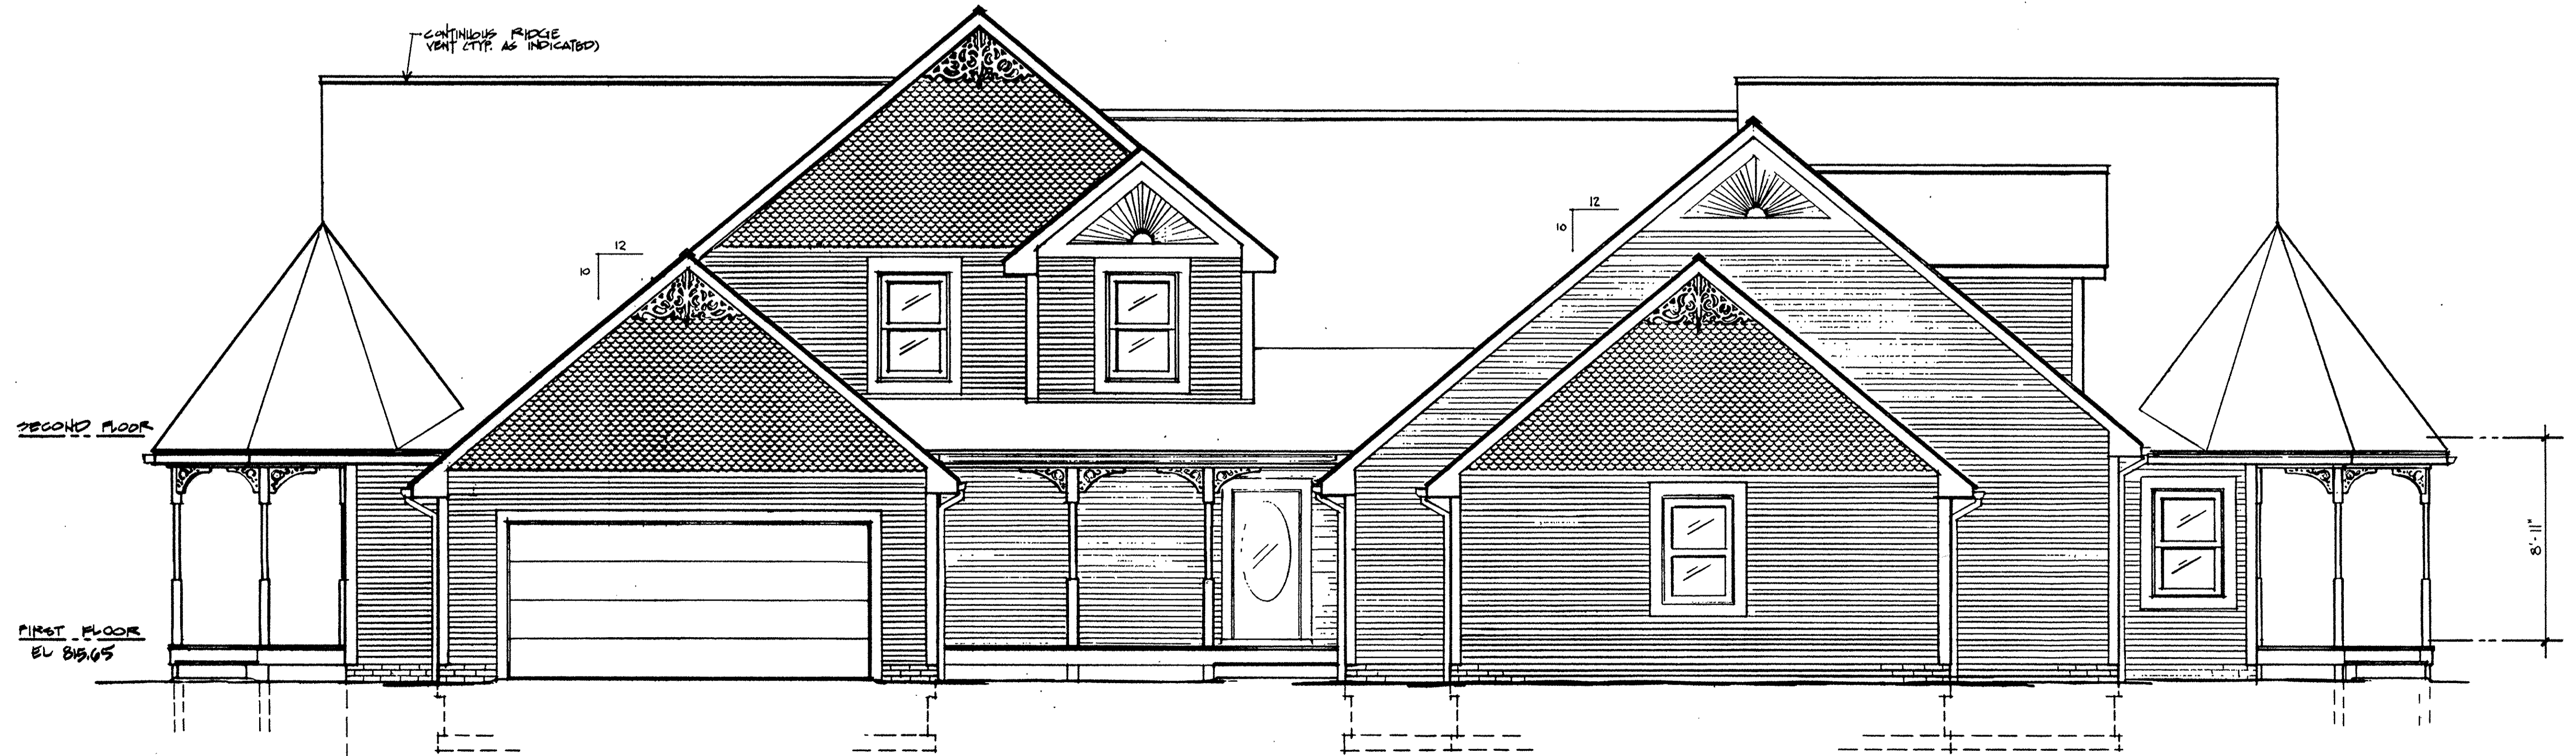 CONTINUOUS RIDGE
VENT (TYP. AS INDICATED)
12
10
12
10
SECOND FLOOR
8'-11"
FIRST FLOOR
EL 815.65